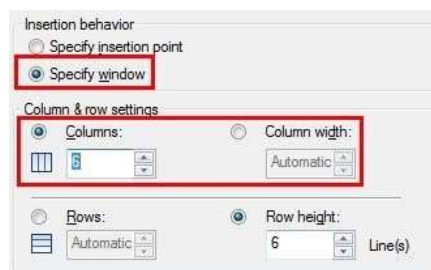 Insertion behavior
Specify insertion point
Specify window
Column & row settings
Columns: Column width:
6 Automatic
Rows: Row height:
Automatic 6 Line(s)